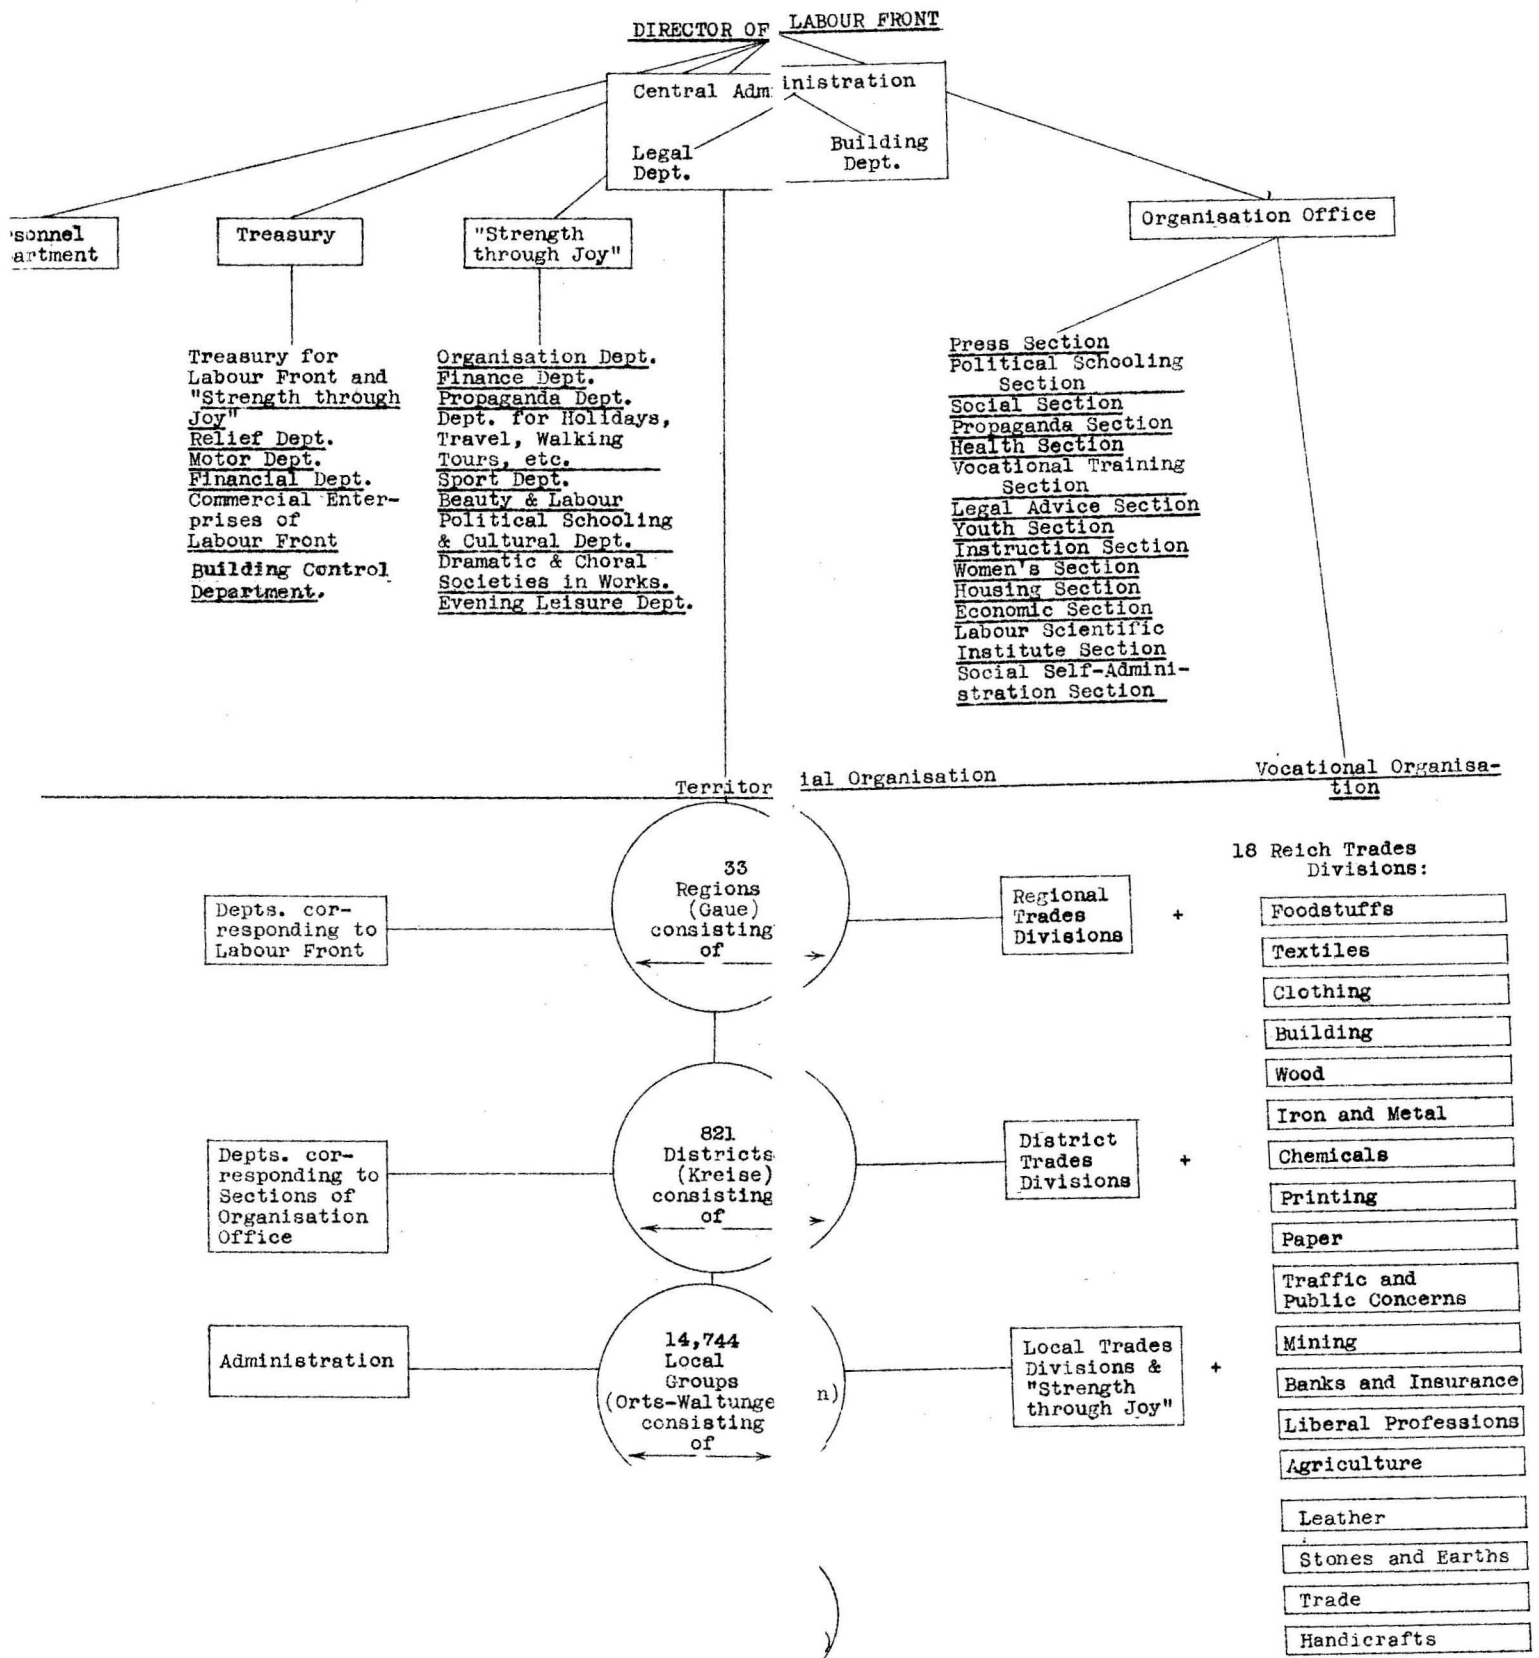 DIRECTOR OF LABOUR FRONT
Central Administration
Legal
Dept.
Building
Dept.
sonnel
artment
Treasury
"Strength
through Joy"
Organisation Office
Treasury for
Labour Front and
"Strength through
Joy"
Relief Dept.
Motor Dept.
Financial Dept.
Commercial Enter-
prises of
Labour Front
Building Control
Department.
Organisation Dept.
Finance Dept.
Propaganda Dept.
Dept. for Holidays,
Travel, Walking
Tours, etc.
Sport Dept.
Beauty & Labour
Political Schooling
& Cultural Dept.
Dramatic & Choral
Societies in Works.
Evening Leisure Dept.
Press Section
Political Schooling
Section
Social Section
Propaganda Section
Health Section
Vocational Training
Section
Legal Advice Section
Youth Section
Instruction Section
Women's Section
Housing Section
Economic Section
Labour Scientific
Institute Section
Social Self-Admini-
stration Section
Territorial Organisation
Vocational Organisa-
tion
Depts. cor-
responding to
Labour Front
33
Regions
(Gaue)
consisting
of
Regional
Trades
Divisions
+
Depts. cor-
responding to
Sections of
Organisation
Office
821
Districts
(Kreise)
consisting
of
District
Trades
Divisions
+
Administration
14,744
Local
Groups
(Orts-Waltungen)
consisting
of
Local Trades
Divisions &
"Strength
through Joy"
+
18 Reich Trades
Divisions:
Foodstuffs
Textiles
Clothing
Building
Wood
Iron and Metal
Chemicals
Printing
Paper
Traffic and
Public Concerns
Mining
Banks and Insurance
Liberal Professions
Agriculture
Leather
Stones and Earths
Trade
Handicrafts
)